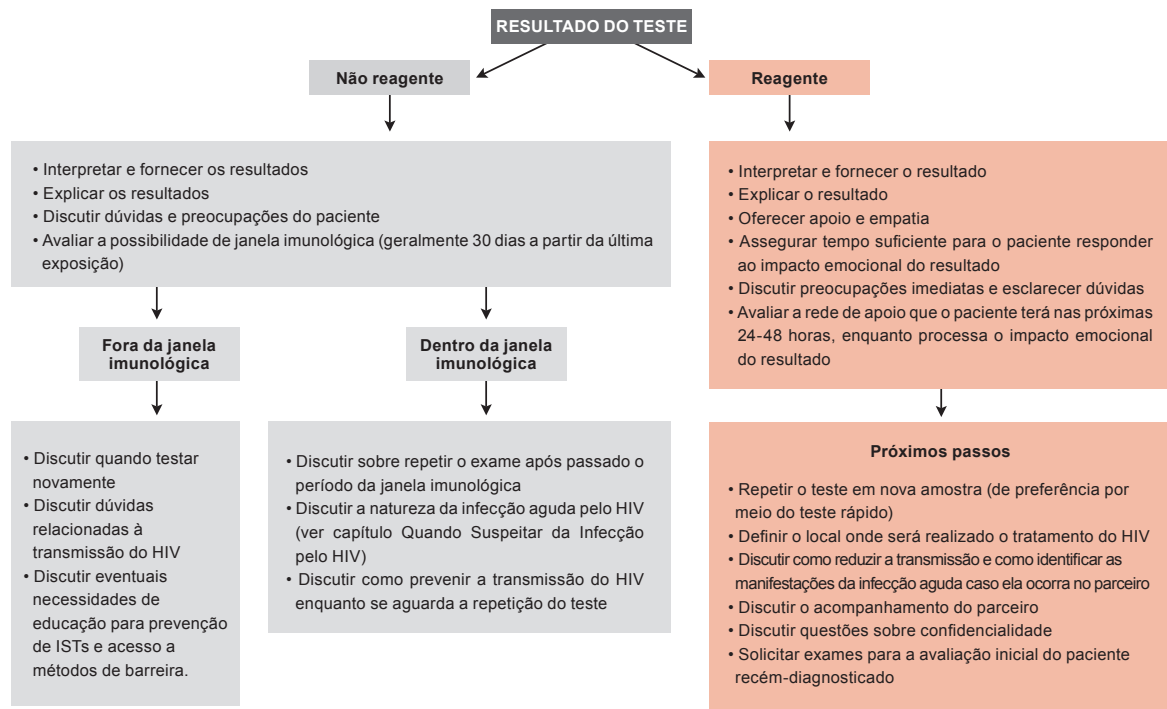 RESULTADO DO TESTE
Não reagente
• Interpretar e fornecer os resultados
• Explicar os resultados
• Discutir dúvidas e preocupações do paciente
• Avaliar a possibilidade de janela imunológica (geralmente 30 dias a partir da última
exposição)
Fora da janela
imunológica
• Discutir quando testar
novamente
• Discutir dúvidas
relacionadas à
transmissão do HIV
• Discutir eventuais
necessidades de
educação para prevenção
de ISTs e acesso a
métodos de barreira.
Dentro da janela
imunológica
• Discutir sobre repetir o exame após passado o
período da janela imunológica
• Discutir a natureza da infecção aguda pelo HIV
(ver capítulo Quando Suspeitar da Infecção
pelo HIV)
• Discutir como prevenir a transmissão do HIV
enquanto se aguarda a repetição do teste
Reagente
• Interpretar e fornecer o resultado
• Explicar o resultado
• Oferecer apoio e empatia
• Assegurar tempo suficiente para o paciente responder
ao impacto emocional do resultado
• Discutir preocupações imediatas e esclarecer dúvidas
• Avaliar a rede de apoio que o paciente terá nas próximas
24-48 horas, enquanto processa o impacto emocional
do resultado
Próximos passos
• Repetir o teste em nova amostra (de preferência por
meio do teste rápido)
• Definir o local onde será realizado o tratamento do HIV
• Discutir como reduzir a transmissão e como identificar as
manifestações da infecção aguda caso ela ocorra no parceiro
• Discutir o acompanhamento do parceiro
• Discutir questões sobre confidencialidade
• Solicitar exames para a avaliação inicial do paciente
recém-diagnosticado